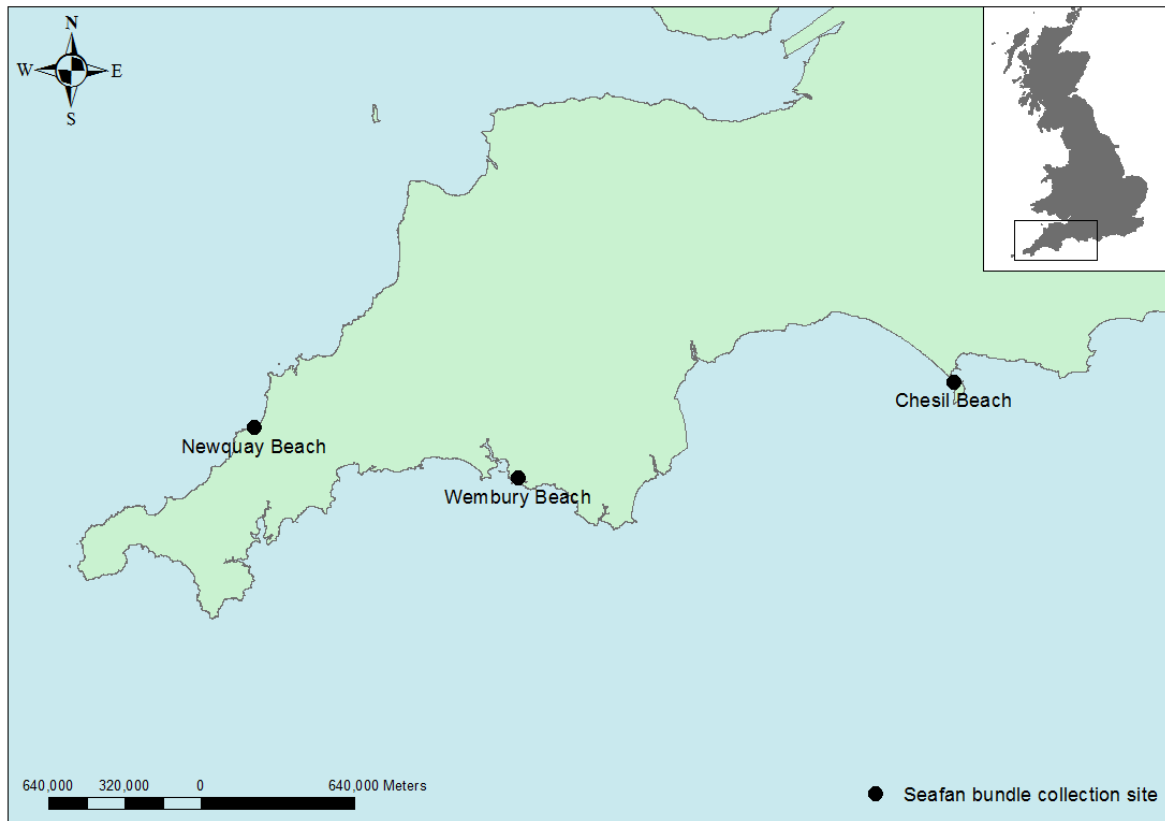 N
W E
S
Chesil Beach
Newquay Beach
Wembury Beach
640,000 320,000 0 640,000 Meters
Seafan bundle collection site